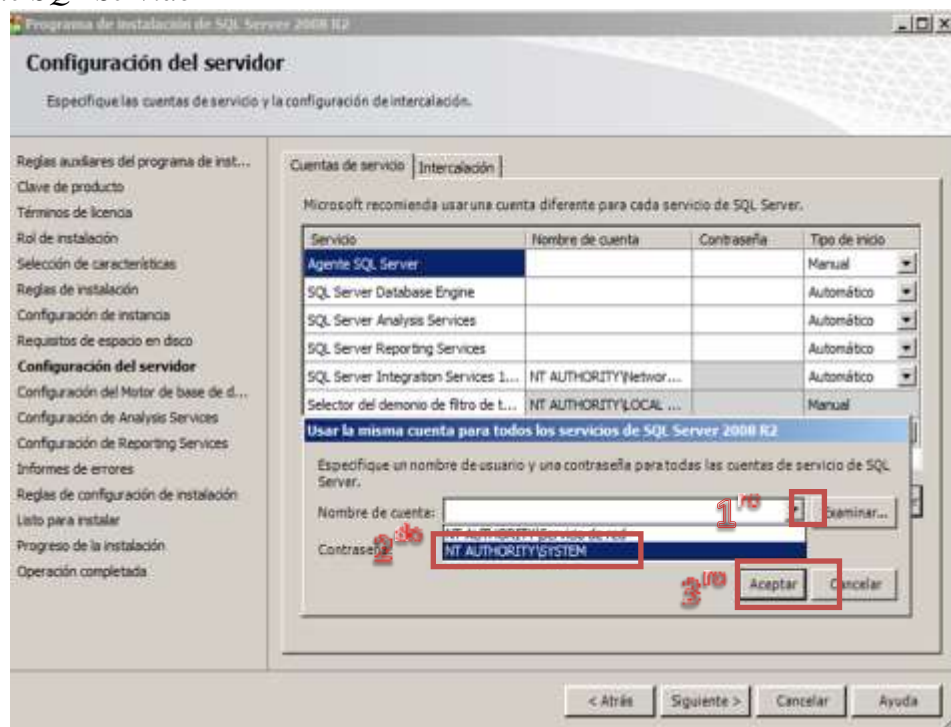 Programa de instalación de SQL Server 2008 R2
Configuración del servidor
Especifique las cuentas de servicio y la configuración de intercalación.
Reglas auxiliares del programa de inst...
Clave de producto
Términos de licencia
Rol de instalación
Selección de características
Reglas de instalación
Configuración de instancia
Requisitos de espacio en disco
Configuración del servidor
Configuración del Motor de base de d...
Configuración de Analysis Services
Configuración de Reporting Services
Informes de errores
Reglas de configuración de instalación
Listo para instalar
Progreso de la instalación
Operación completada
Cuentas de servicio Intercalación
Microsoft recomienda usar una cuenta diferente para cada servicio de SQL Server.
Servicio Nombre de cuenta Contraseña Tipo de inicio
Agente SQL Server Manual
SQL Server Database Engine Automático
SQL Server Analysis Services Automático
SQL Server Reporting Services Automático
SQL Server Integration Services 1... NT AUTHORITY\Networ... Automático
Selector del demonio de filtro de t... NT AUTHORITY\LOCAL ... Manual
Usar la misma cuenta para todos los servicios de SQL Server 2008 R2
Especifique un nombre de usuario y una contraseña para todas las cuentas de servicio de SQL
Server.
Nombre de cuenta: 1ro Examinar...
Contraseña: 2do NT AUTHORITY\SYSTEM
3ro Aceptar Cancelar
< Atrás Siguiente > Cancelar Ayuda